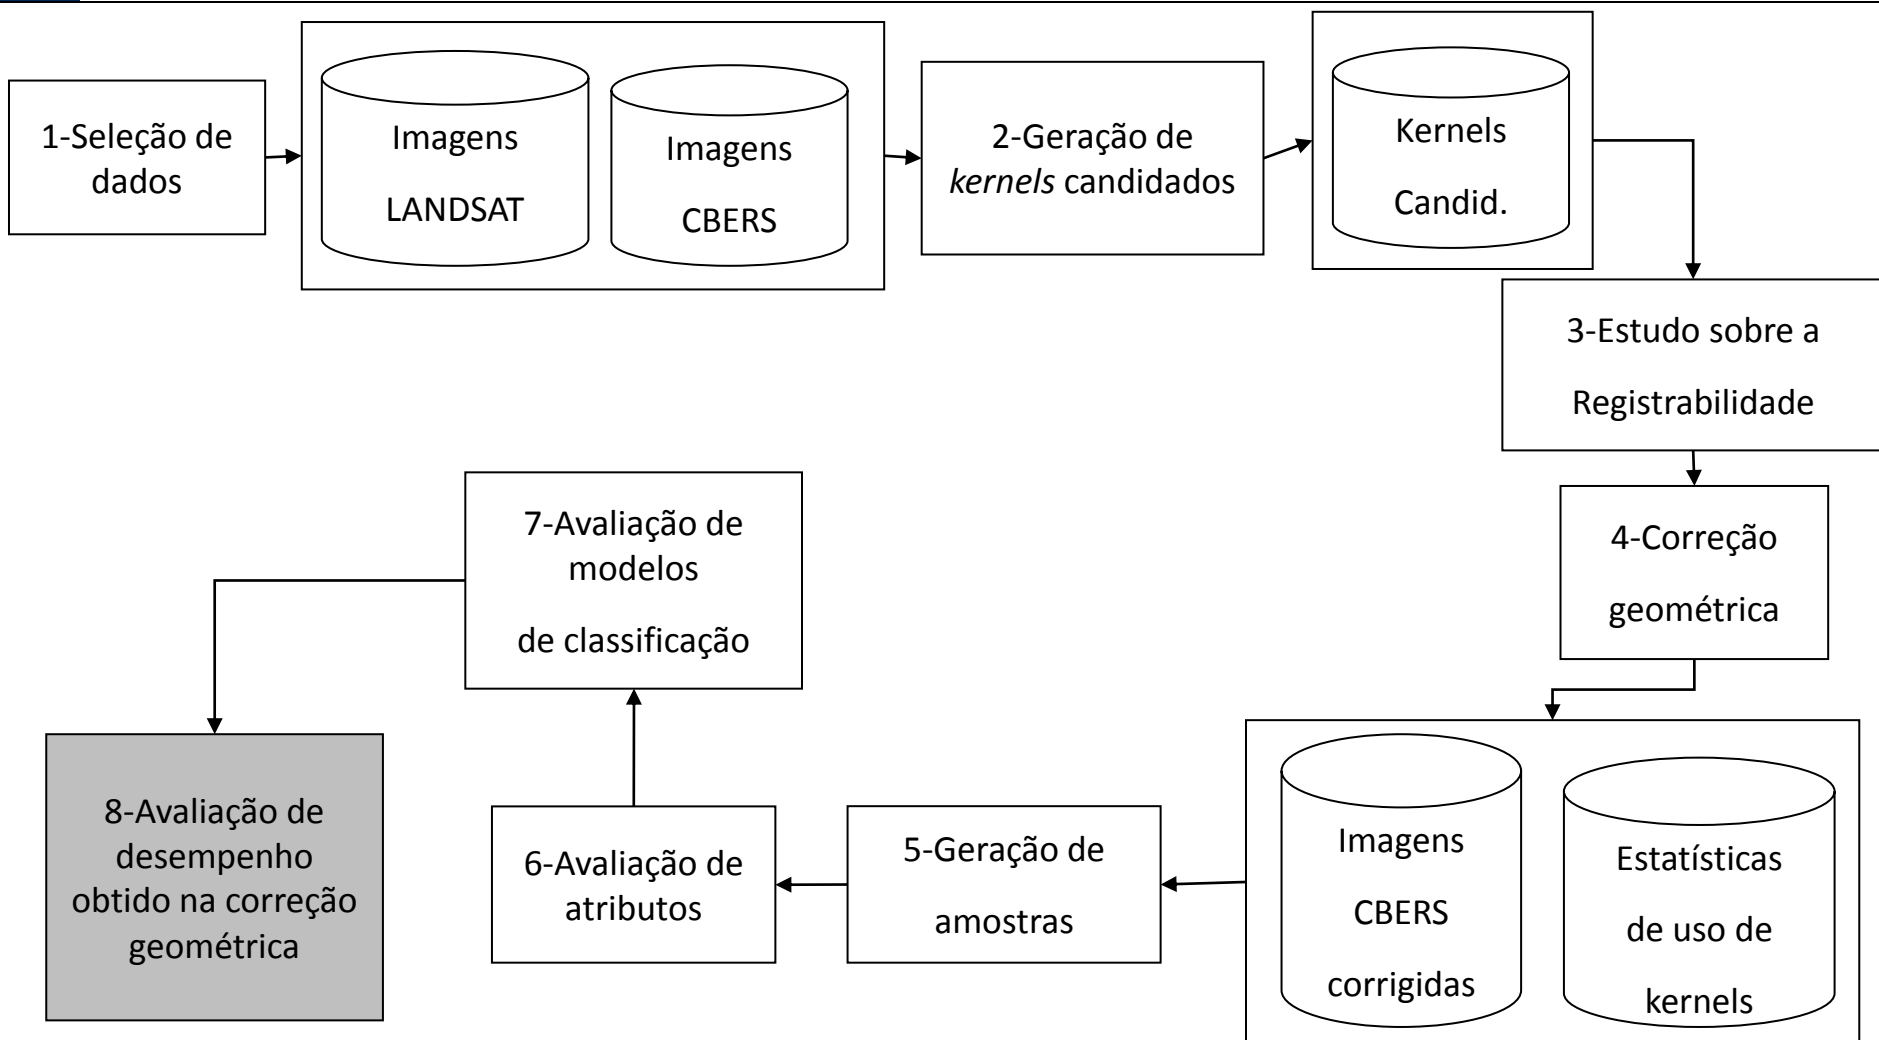 1-Seleção de
dados
Imagens
LANDSAT
Imagens
CBERS
2-Geração de
kernels candidados
Kernels
Candid.
3-Estudo sobre a
Registrabilidade
4-Correção
geométrica
Imagens
CBERS
corrigidas
Estatísticas
de uso de
kernels
5-Geração de
amostras
6-Avaliação de
atributos
7-Avaliação de
modelos
de classificação
8-Avaliação de
desempenho
obtido na correção
geométrica